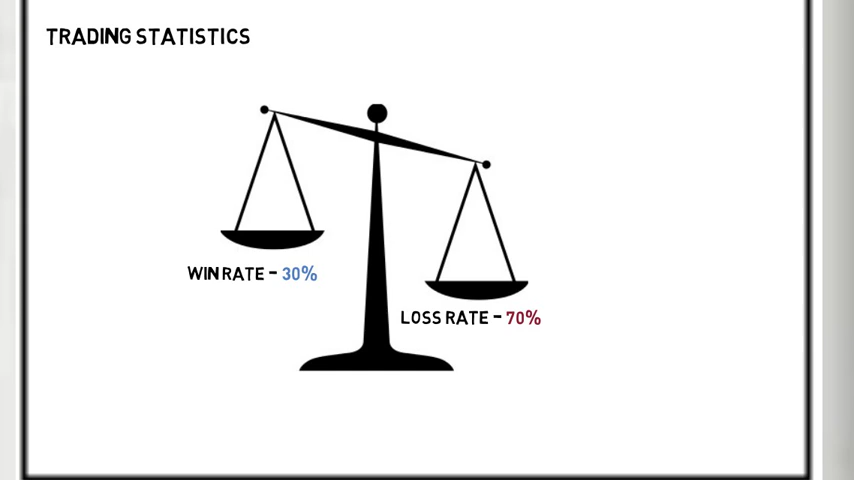 TRADING STATISTICS
WIN RATE - 30%
LOSS RATE - 70%